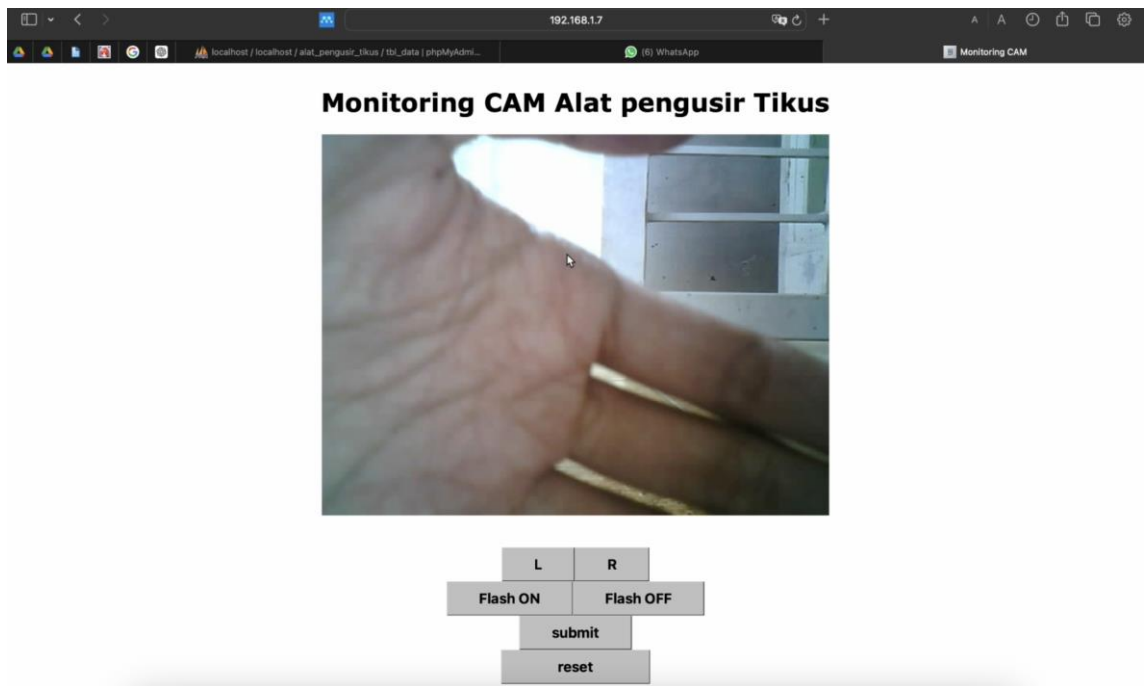 192.168.1.7
A A
localhost / localhost / alat_pengusir_tikus / tbl_data | phpMyAdmi...
(6) WhatsApp
Monitoring CAM
Monitoring CAM Alat pengusir Tikus
L R
Flash ON Flash OFF
submit
reset